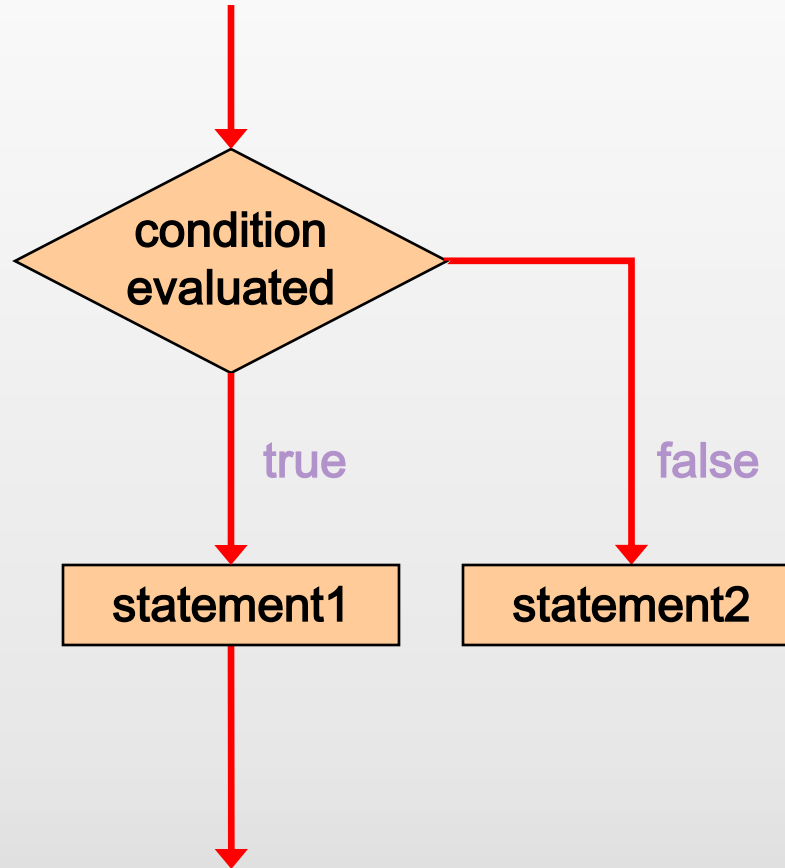 condition
evaluated
true
false
statement1
statement2